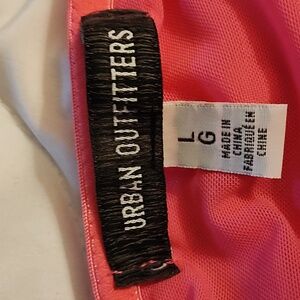 URBAN OUTFITTERS
L
G
MADE IN
CHINA
FABRIQUÉ EN
CHINE